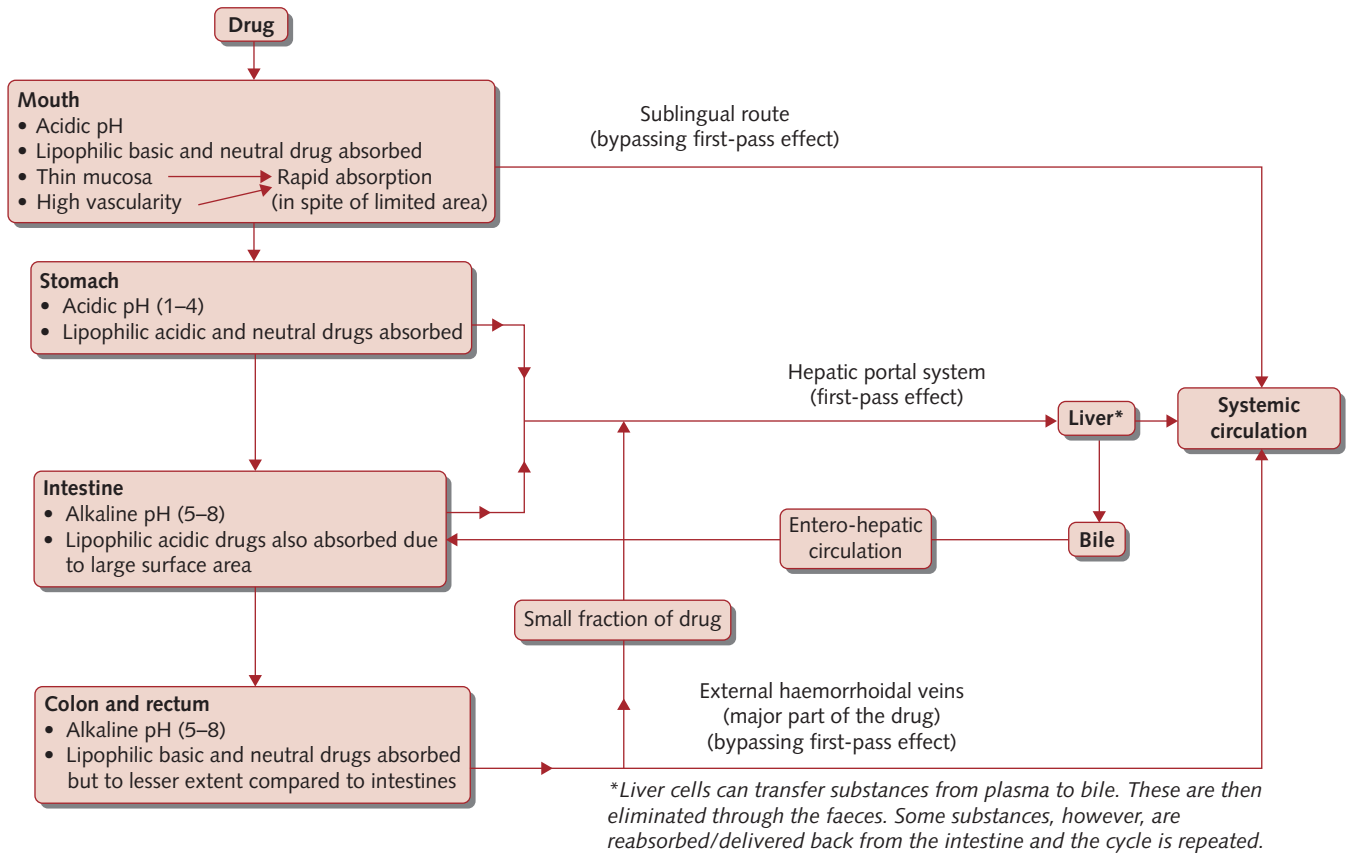 Drug
Mouth
• Acidic pH
• Lipophilic basic and neutral drug absorbed
• Thin mucosa Rapid absorption
• High vascularity (in spite of limited area)
Sublingual route
(bypassing first-pass effect)
Stomach
• Acidic pH (1–4)
• Lipophilic acidic and neutral drugs absorbed
Hepatic portal system
(first-pass effect)
Liver*
Systemic
circulation
Intestine
• Alkaline pH (5–8)
• Lipophilic acidic drugs also absorbed due
to large surface area
Entero-hepatic
circulation
Bile
Small fraction of drug
Colon and rectum
• Alkaline pH (5–8)
• Lipophilic basic and neutral drugs absorbed
but to lesser extent compared to intestines
External haemorrhoidal veins
(major part of the drug)
(bypassing first-pass effect)
*Liver cells can transfer substances from plasma to bile. These are then
eliminated through the faeces. Some substances, however, are
reabsorbed/delivered back from the intestine and the cycle is repeated.